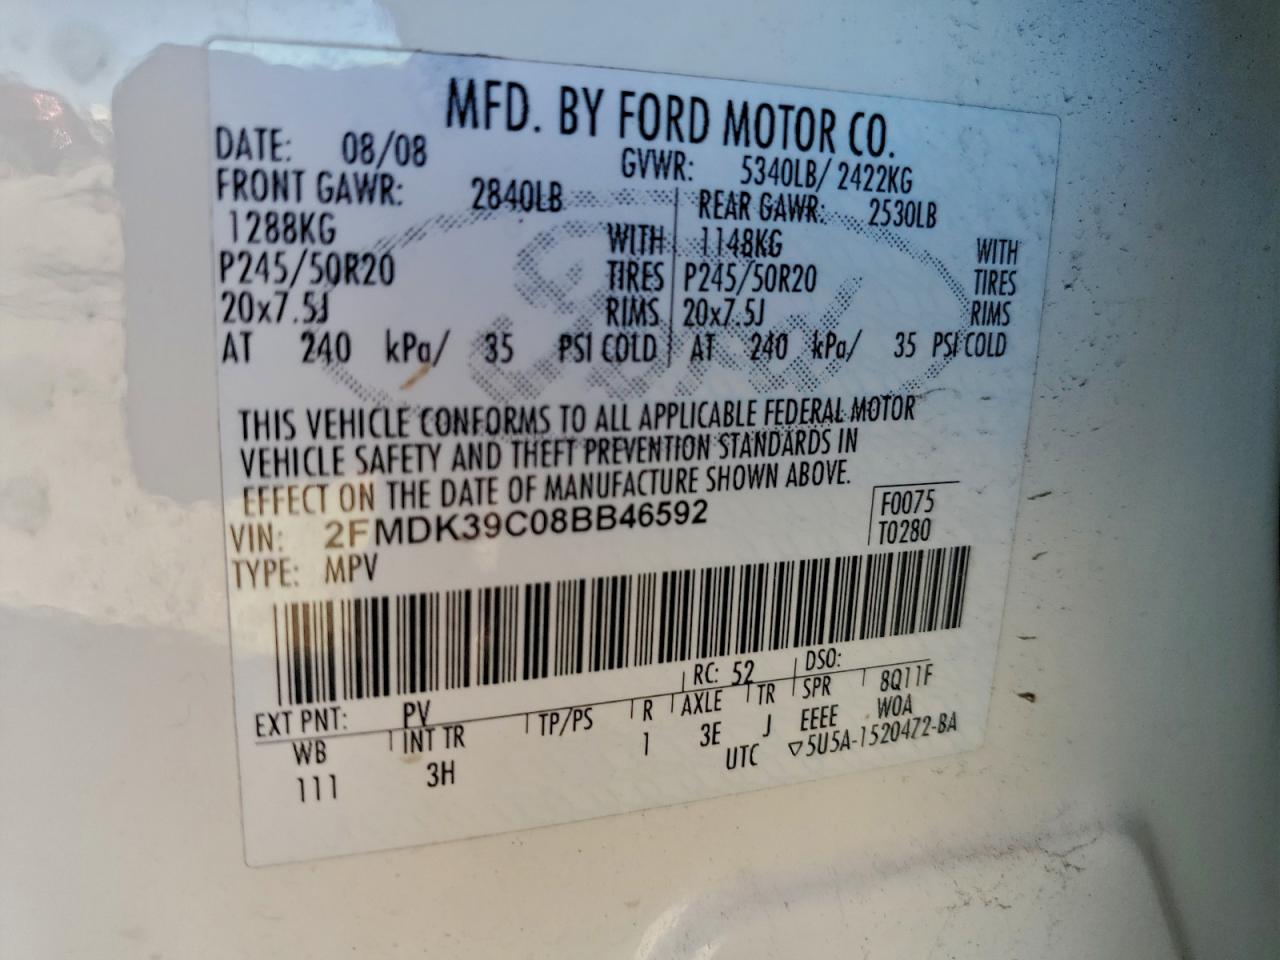 MFD. BY FORD MOTOR CO.
DATE: 08/08 GVWR: 5340LB/ 2422KG
FRONT GAWR: 2840LB REAR GAWR: 2530LB
1288KG WITH 1148KG WITH
P245/50R20 TIRES P245/50R20 TIRES
20x7.5J RIMS 20x7.5J RIMS
AT 240 kPa/ 35 PSI COLD AT 240 kPa/ 35 PSI COLD
THIS VEHICLE CONFORMS TO ALL APPLICABLE FEDERAL MOTOR
VEHICLE SAFETY AND THEFT PREVENTION STANDARDS IN
EFFECT ON THE DATE OF MANUFACTURE SHOWN ABOVE.
VIN: 2FMDK39C08BB46592 F0075
TYPE: MPV T0280
EXT PNT: PV RC: 52 DSO:
WB INT TR TP/PS R AXLE TR SPR 8Q11F
111 3H 1 3E J EEEE WOA
UTC ▽5U5A-1520472-BA
Ford